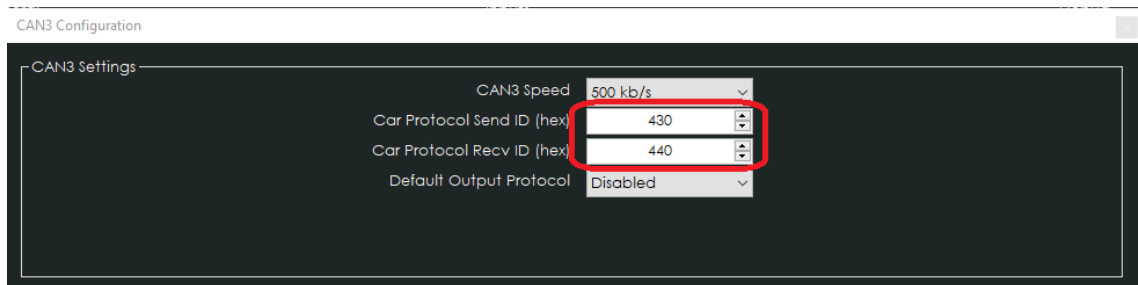 CAN3 Configuration
x
CAN3 Settings
CAN3 Speed 500 kb/s
Car Protocol Send ID (hex) 430
Car Protocol Recv ID (hex) 440
Default Output Protocol Disabled